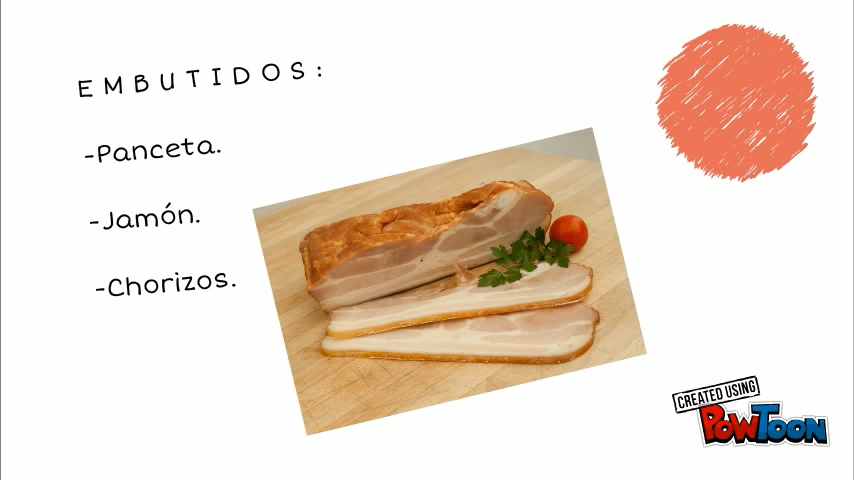 EMBUTIDOS:
-Panceta.
-Jamón.
-Chorizos.
CREATED USING
POWTOON